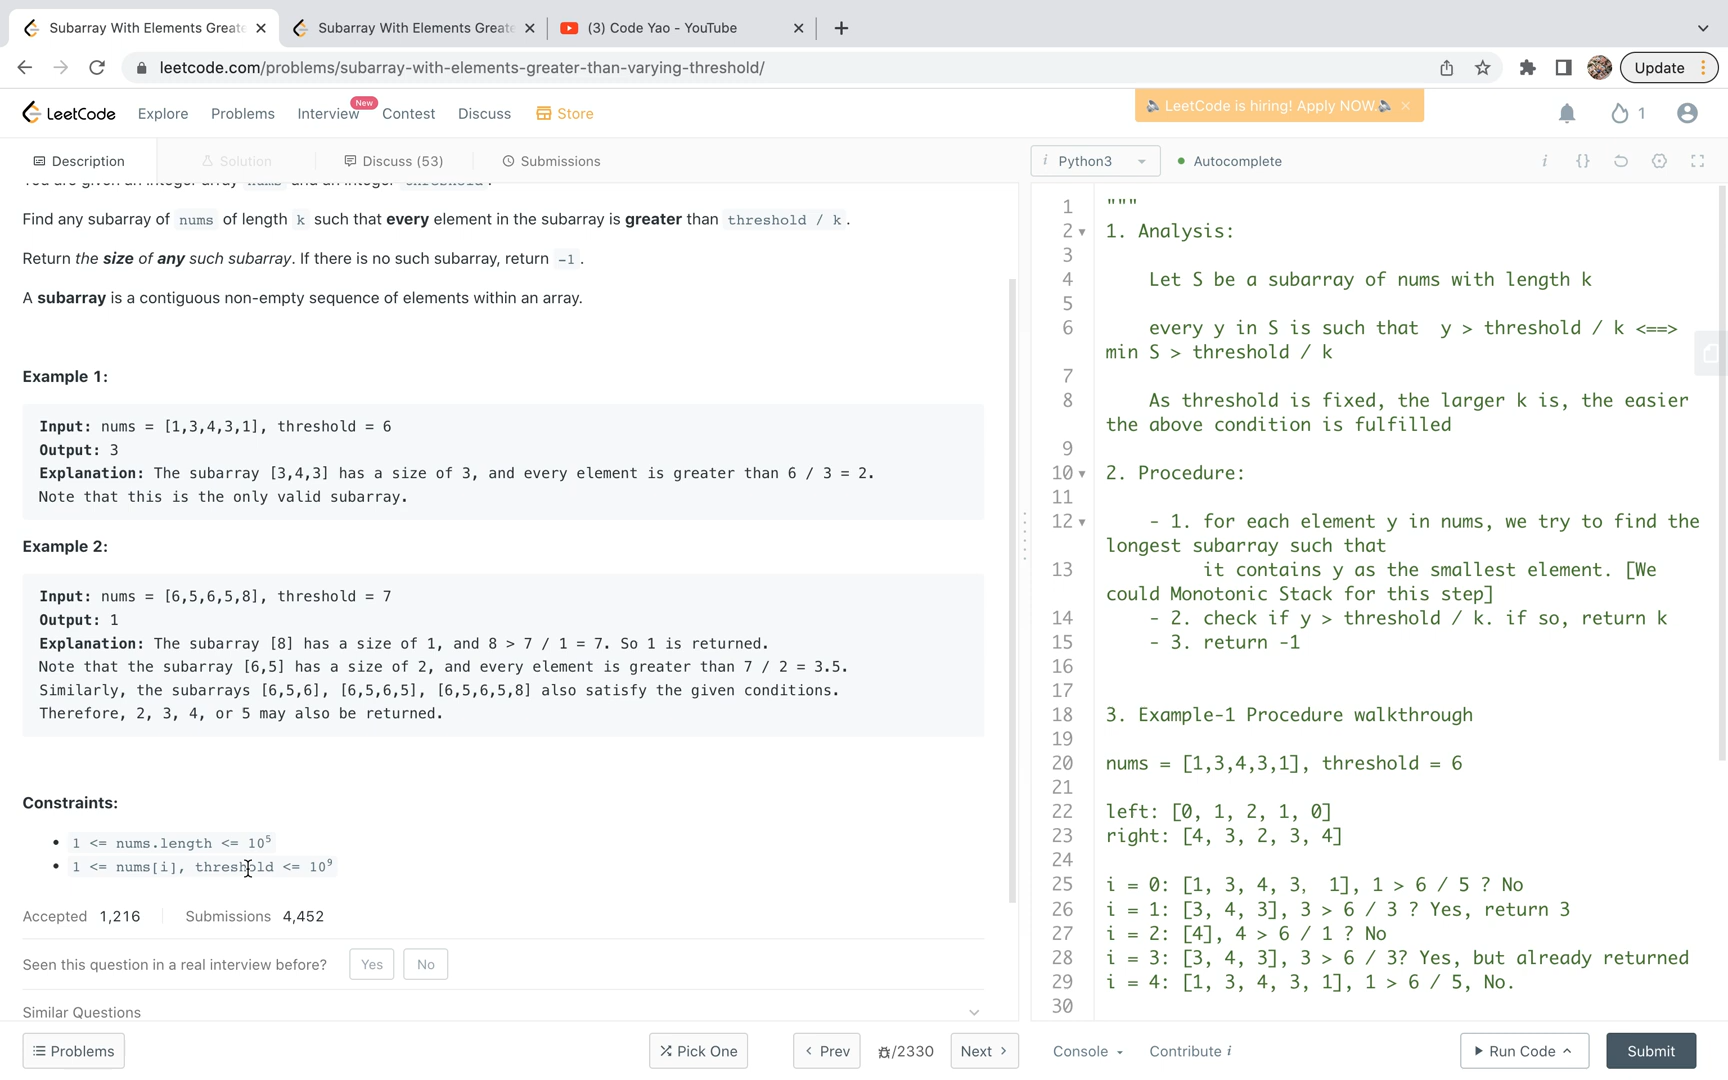 Subarray With Elements Greate
Subarray With Elements Greate
(3) Code Yao - YouTube
leetcode.com/problems/subarray-with-elements-greater-than-varying-threshold/
Update
LeetCode
Explore
Problems
Interview
New
Contest
Discuss
Store
LeetCode is hiring! Apply NOW.
1
Description
Solution
Discuss (53)
Submissions
i Python3
Autocomplete
You are given an integer array nums and an integer threshold.
Find any subarray of nums of length k such that every element in the subarray is greater than threshold / k.
Return the size of any such subarray. If there is no such subarray, return -1.
A subarray is a contiguous non-empty sequence of elements within an array.
Example 1:
Input: nums = [1,3,4,3,1], threshold = 6
Output: 3
Explanation: The subarray [3,4,3] has a size of 3, and every element is greater than 6 / 3 = 2.
Note that this is the only valid subarray.
Example 2:
Input: nums = [6,5,6,5,8], threshold = 7
Output: 1
Explanation: The subarray [8] has a size of 1, and 8 > 7 / 1 = 7. So 1 is returned.
Note that the subarray [6,5] has a size of 2, and every element is greater than 7 / 2 = 3.5.
Similarly, the subarrays [6,5,6], [6,5,6,5], [6,5,6,5,8] also satisfy the given conditions.
Therefore, 2, 3, 4, or 5 may also be returned.
Constraints:
• 1 <= nums.length <= 10⁵
• 1 <= nums[i], threshold <= 10⁹
Accepted 1,216
Submissions 4,452
Seen this question in a real interview before?
Yes
No
Similar Questions
Problems
Pick One
Prev
/2330
Next
1 """
2 1. Analysis:
3
4 Let S be a subarray of nums with length k
5
6 every y in S is such that y > threshold / k <==>
min S > threshold / k
7
8 As threshold is fixed, the larger k is, the easier
the above condition is fulfilled
9
10 2. Procedure:
11
12 - 1. for each element y in nums, we try to find the
longest subarray such that
13 it contains y as the smallest element. [We
could Monotonic Stack for this step]
14 - 2. check if y > threshold / k. if so, return k
15 - 3. return -1
16
17
18 3. Example-1 Procedure walkthrough
19
20 nums = [1,3,4,3,1], threshold = 6
21
22 left: [0, 1, 2, 1, 0]
23 right: [4, 3, 2, 3, 4]
24
25 i = 0: [1, 3, 4, 3, 1], 1 > 6 / 5 ? No
26 i = 1: [3, 4, 3], 3 > 6 / 3 ? Yes, return 3
27 i = 2: [4], 4 > 6 / 1 ? No
28 i = 3: [3, 4, 3], 3 > 6 / 3? Yes, but already returned
29 i = 4: [1, 3, 4, 3, 1], 1 > 6 / 5, No.
30
Console
Contribute i
Run Code
Submit